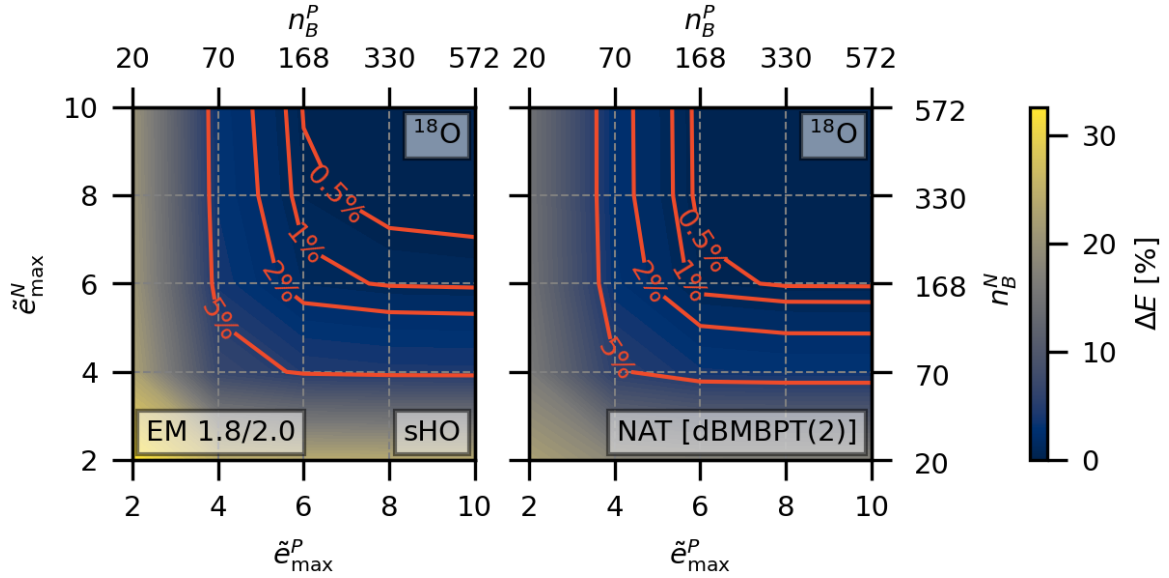 n_B^P n_B^P
20 70 168 330 572 20 70 168 330 572
10 ¹⁸O ¹⁸O 572 30
8 0.5% 0.5% 330
1% 1% 20
ẽ_max^N 6 2% 2% 168 n_B^N ΔE [%]
5% 5% 10
4 70
EM 1.8/2.0 sHO NAT [dBMBPT(2)]
2 20 0
2 4 6 8 10 2 4 6 8 10
ẽ_max^P ẽ_max^P